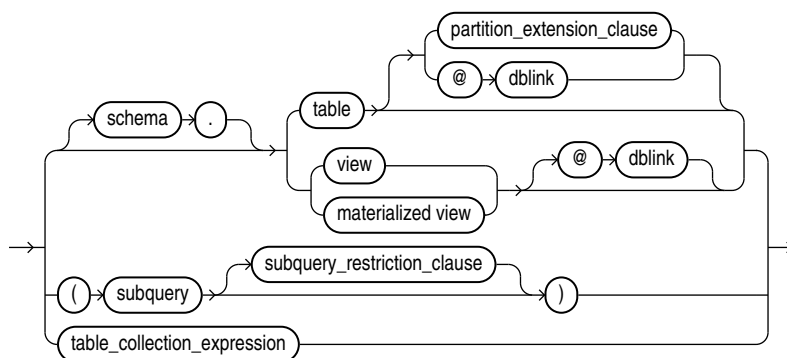 partition_extension_clause
@ dblink
schema . table
view @ dblink
materialized view
( subquery subquery_restriction_clause )
table_collection_expression